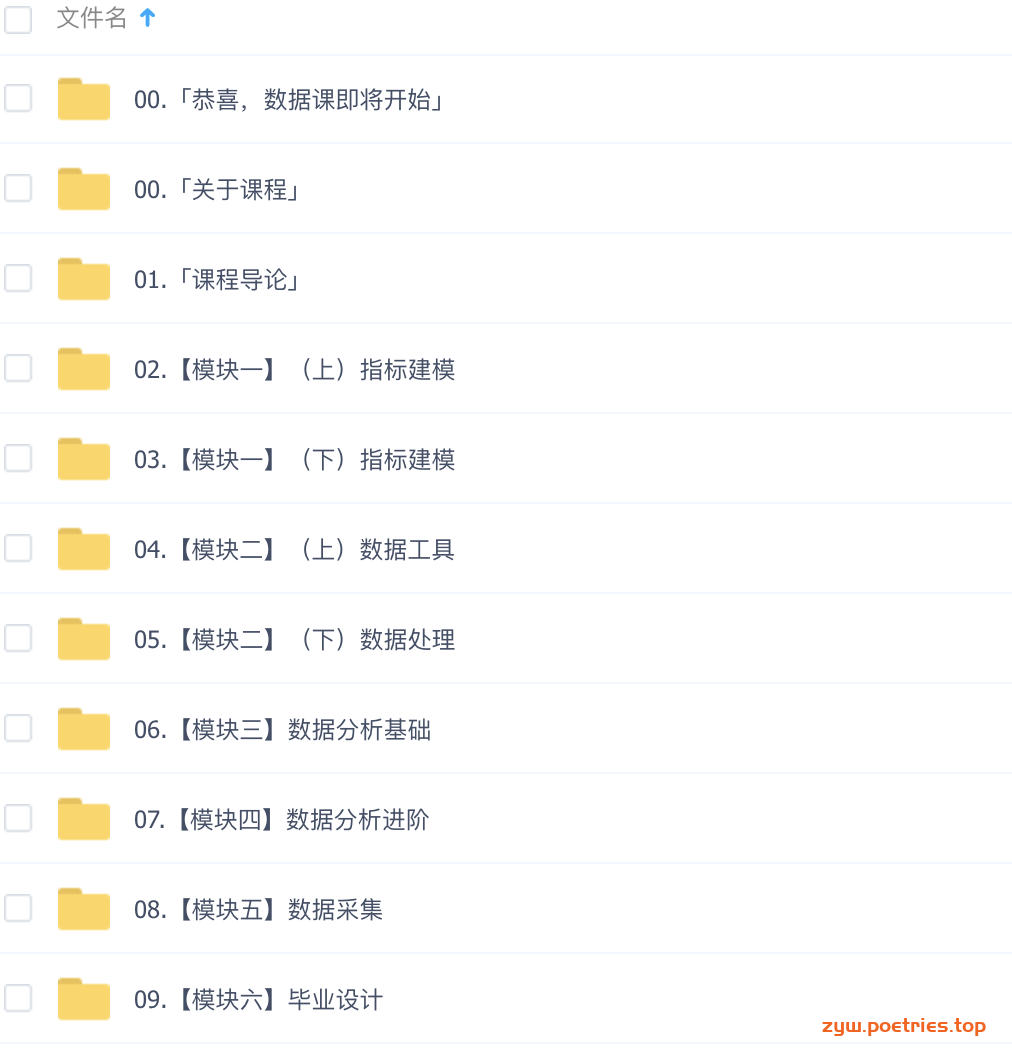 文件名
00.「恭喜，数据课即将开始」
00.「关于课程」
01.「课程导论」
02.【模块一】（上）指标建模
03.【模块一】（下）指标建模
04.【模块二】（上）数据工具
05.【模块二】（下）数据处理
06.【模块三】数据分析基础
07.【模块四】数据分析进阶
08.【模块五】数据采集
09.【模块六】毕业设计
zyw.poetries.top